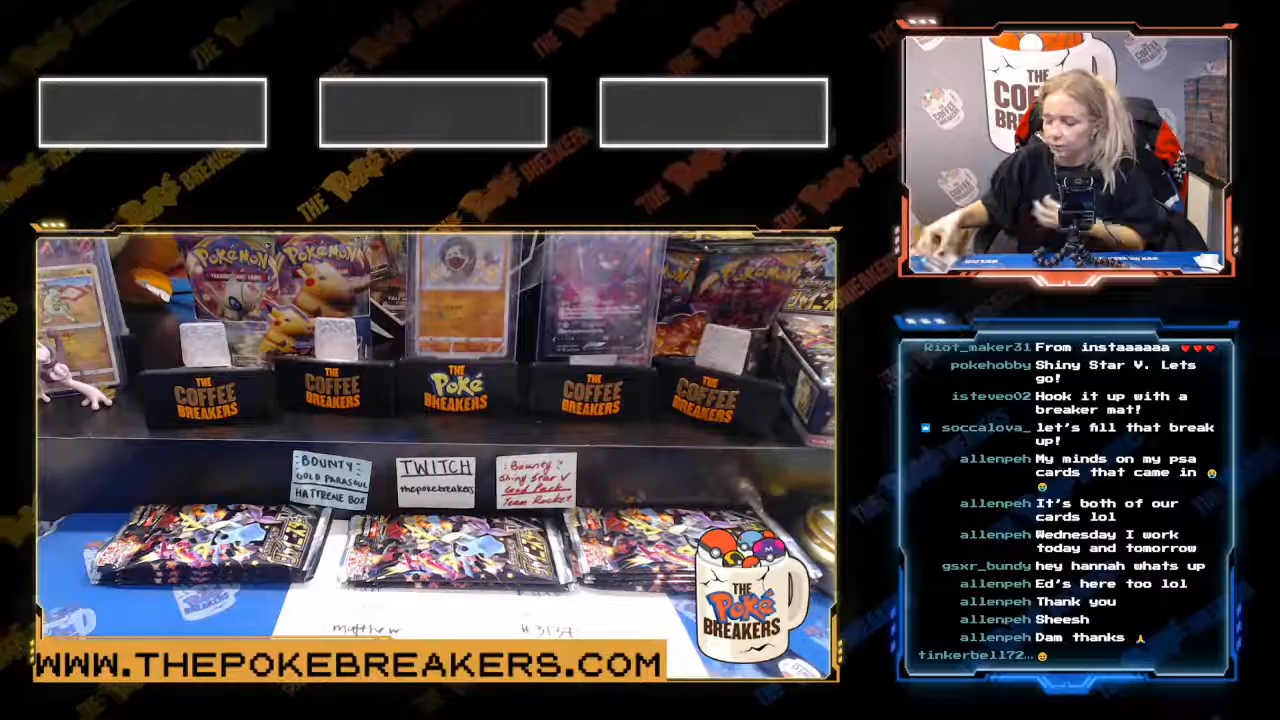 THE
COFFEE
BREAKERS
THE
COFFEE
BREAKERS
THE
Poké
BREAKERS
THE
COFFEE
BREAKERS
THE
COFFEE
BREAKERS
Pokémon
Pokémon
BOUNTY
GOLD PARASOUL
HATTRENE BOX
TWITCH
thepokebreakers
Bounty:
Shiny Star V
Good Pack
Team Rocket
matthew
#3137
THE
Poké
BREAKERS
WWW.THEPOKEBREAKERS.COM
THE
Riot_maker31 From instaaaaaa ❤❤❤
pokehobby Shiny Star V. Lets
go!
isteveo02 Hook it up with a
breaker mat!
soccalova_ let's fill that break
up!
allenpeh My minds on my psa
cards that came in 😭
😭
allenpeh It's both of our
cards lol
allenpeh Wednesday I work
today and tomorrow
gsxr_bundy hey hannah whats up
allenpeh Ed's here too lol
allenpeh Thank you
allenpeh Sheesh
allenpeh Dam thanks 🙏
tinkerbell72…